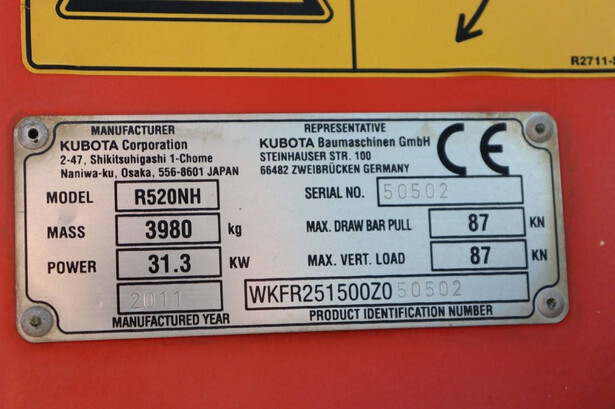 R2711-5
MANUFACTURER
KUBOTA Corporation
2-47, Shikitsuhigashi 1-Chome
Naniwa-ku, Osaka, 556-8601 JAPAN
REPRESENTATIVE
KUBOTA Baumaschinen GmbH
STEINHAUSER STR. 100
66482 ZWEIBRÜCKEN GERMANY
CE
MODEL R520NH
MASS 3980 kg
POWER 31.3 KW
2011
MANUFACTURED YEAR
SERIAL NO. 50502
MAX. DRAW BAR PULL 87 KN
MAX. VERT. LOAD 87 KN
WKFR251500Z050502
PRODUCT IDENTIFICATION NUMBER